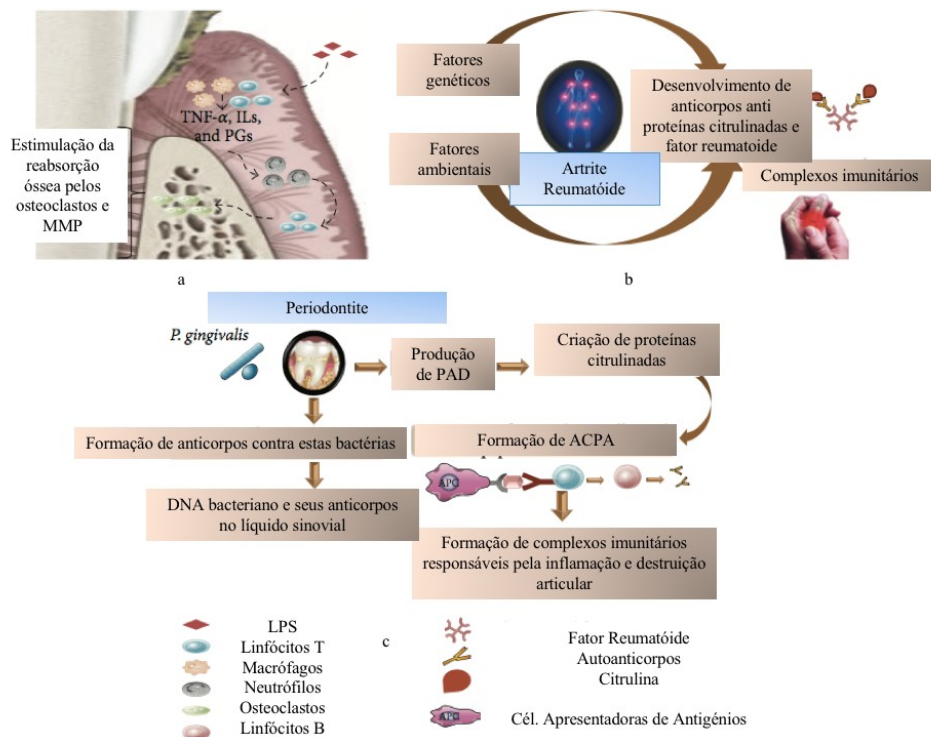 TNF-α, ILs,
and PGs
Estimulação da
reabsorção
óssea pelos
osteoclastos e
MMP
a
Fatores
genéticos
Fatores
ambientais
Artrite
Reumatóide
Desenvolvimento de
anticorpos anti
proteínas citrulinadas e
fator reumatoide
Complexos imunitários
b
Periodontite
P. gingivalis
Produção
de PAD
Criação de proteínas
citrulinadas
Formação de anticorpos contra estas bactérias
Formação de ACPA
APC
DNA bacteriano e seus anticorpos
no líquido sinovial
Formação de complexos imunitários
responsáveis pela inflamação e destruição
articular
LPS
Linfócitos T
Macrófagos
Neutrófilos
Osteoclastos
Linfócitos B
c
Fator Reumatóide
Autoanticorpos
Citrulina
APC
Cél. Apresentadoras de Antigénios
LPS